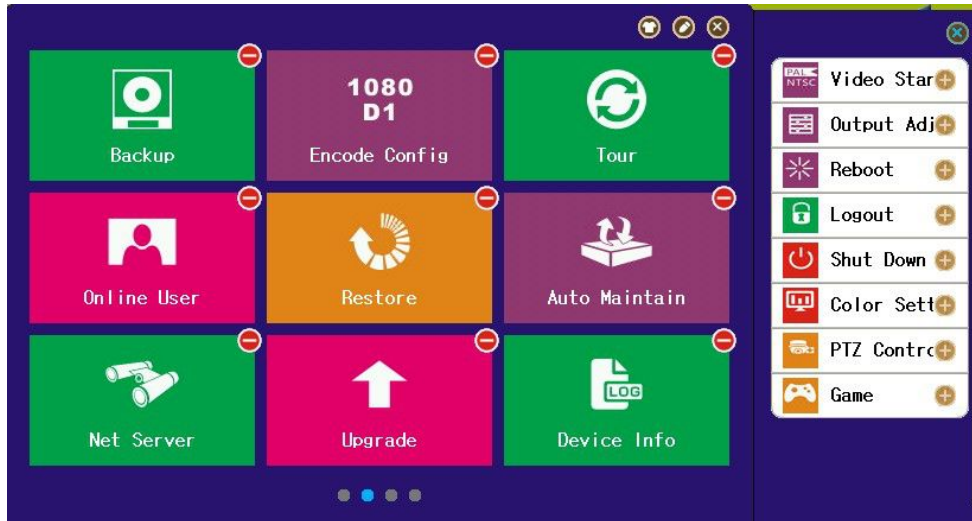 1080
D1
Backup
Encode Config
Tour
Online User
Restore
Auto Maintain
LOG
Net Server
Upgrade
Device Info
PAL
NTSC
Video Stan
Output Adj
Reboot
Logout
Shut Down
Color Sett
PTZ Contro
Game